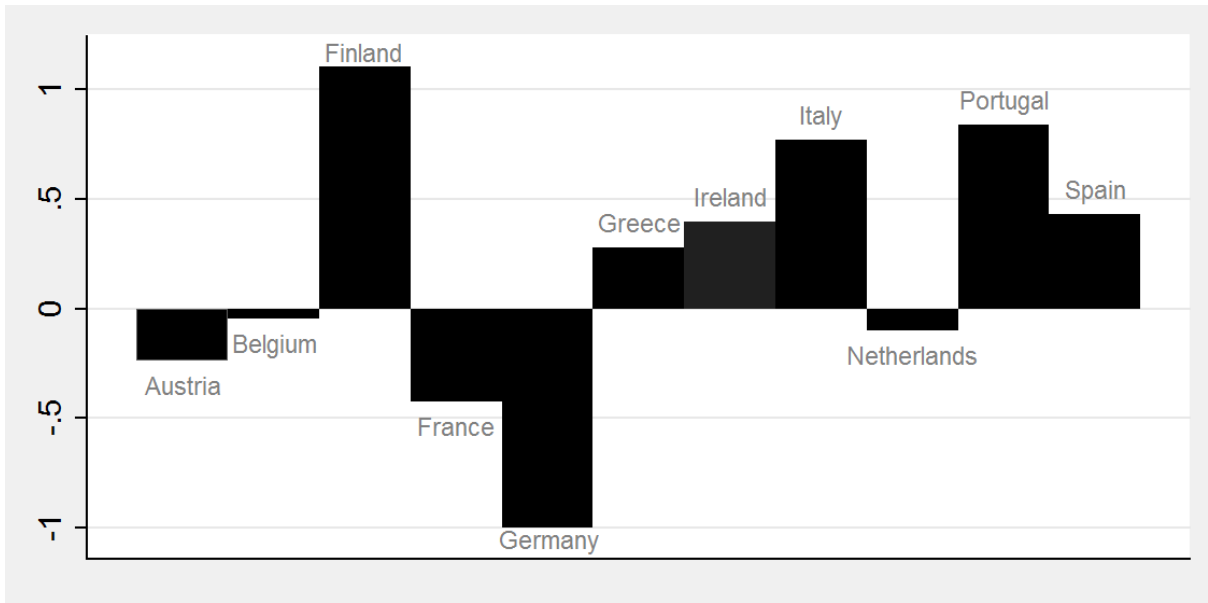 Finland
1
Portugal
Italy
.5
Ireland
Spain
Greece
0
Belgium
Netherlands
Austria
-.5
France
-1
Germany